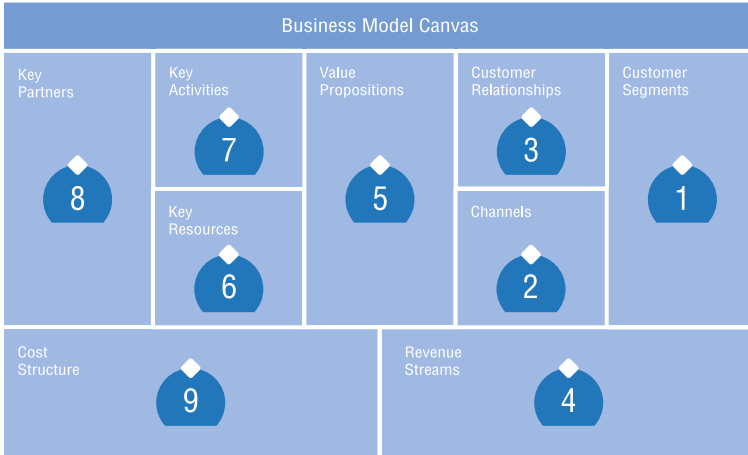 Business Model Canvas
Key
Partners
8
Key
Activities
7
Key
Resources
6
Value
Propositions
5
Customer
Relationships
3
Channels
2
Customer
Segments
1
Cost
Structure
9
Revenue
Streams
4